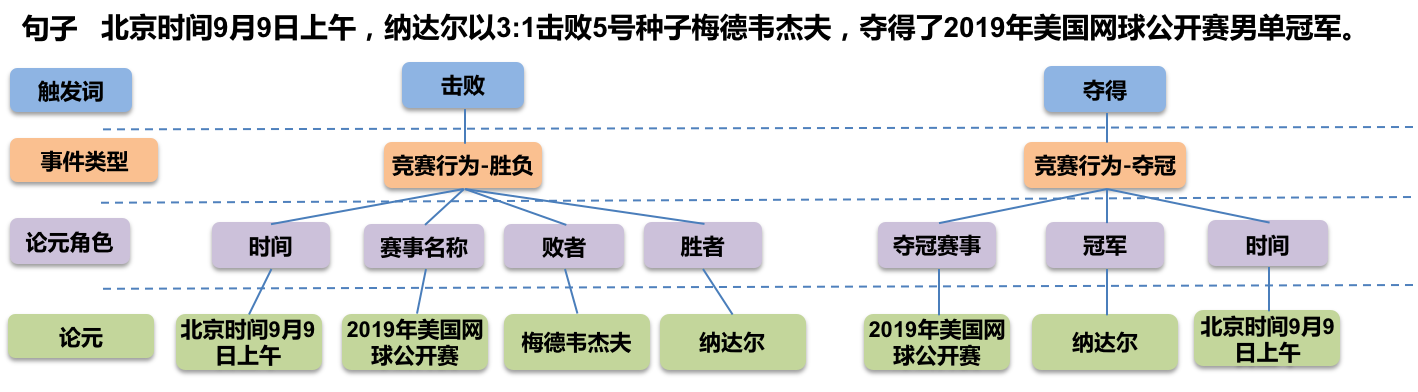 句子 北京时间9月9日上午，纳达尔以3:1击败5号种子梅德韦杰夫，夺得了2019年美国网球公开赛男单冠军。
触发词 击败 夺得
事件类型 竞赛行为-胜负 竞赛行为-夺冠
论元角色 时间 赛事名称 败者 胜者 夺冠赛事 冠军 时间
论元
北京时间9月9
日上午
2019年美国网
球公开赛
梅德韦杰夫
纳达尔
2019年美国网
球公开赛
纳达尔
北京时间9月9
日上午